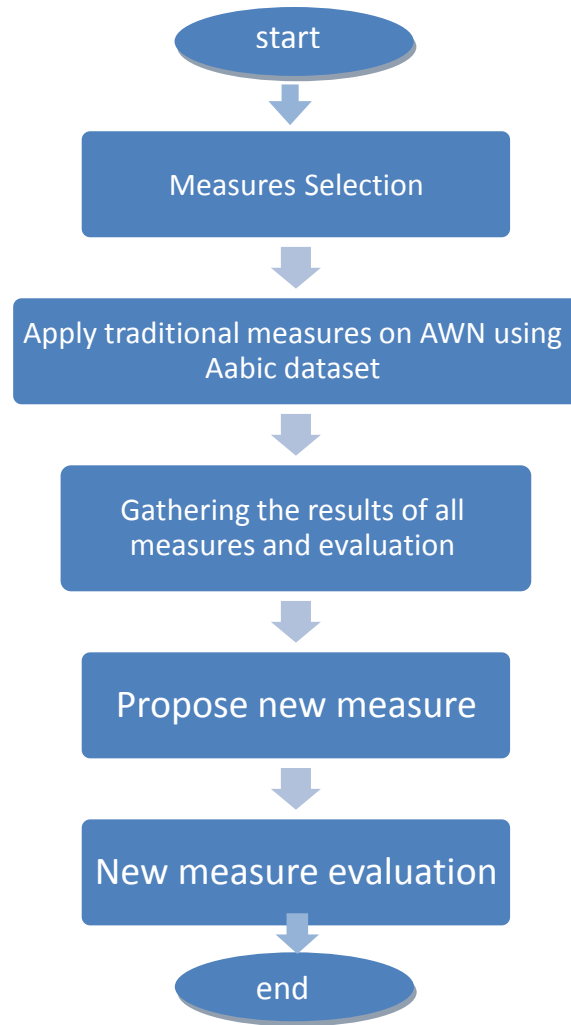 start
Measures Selection
Apply traditional measures on AWN using
Aabic dataset
Gathering the results of all
measures and evaluation
Propose new measure
New measure evaluation
end